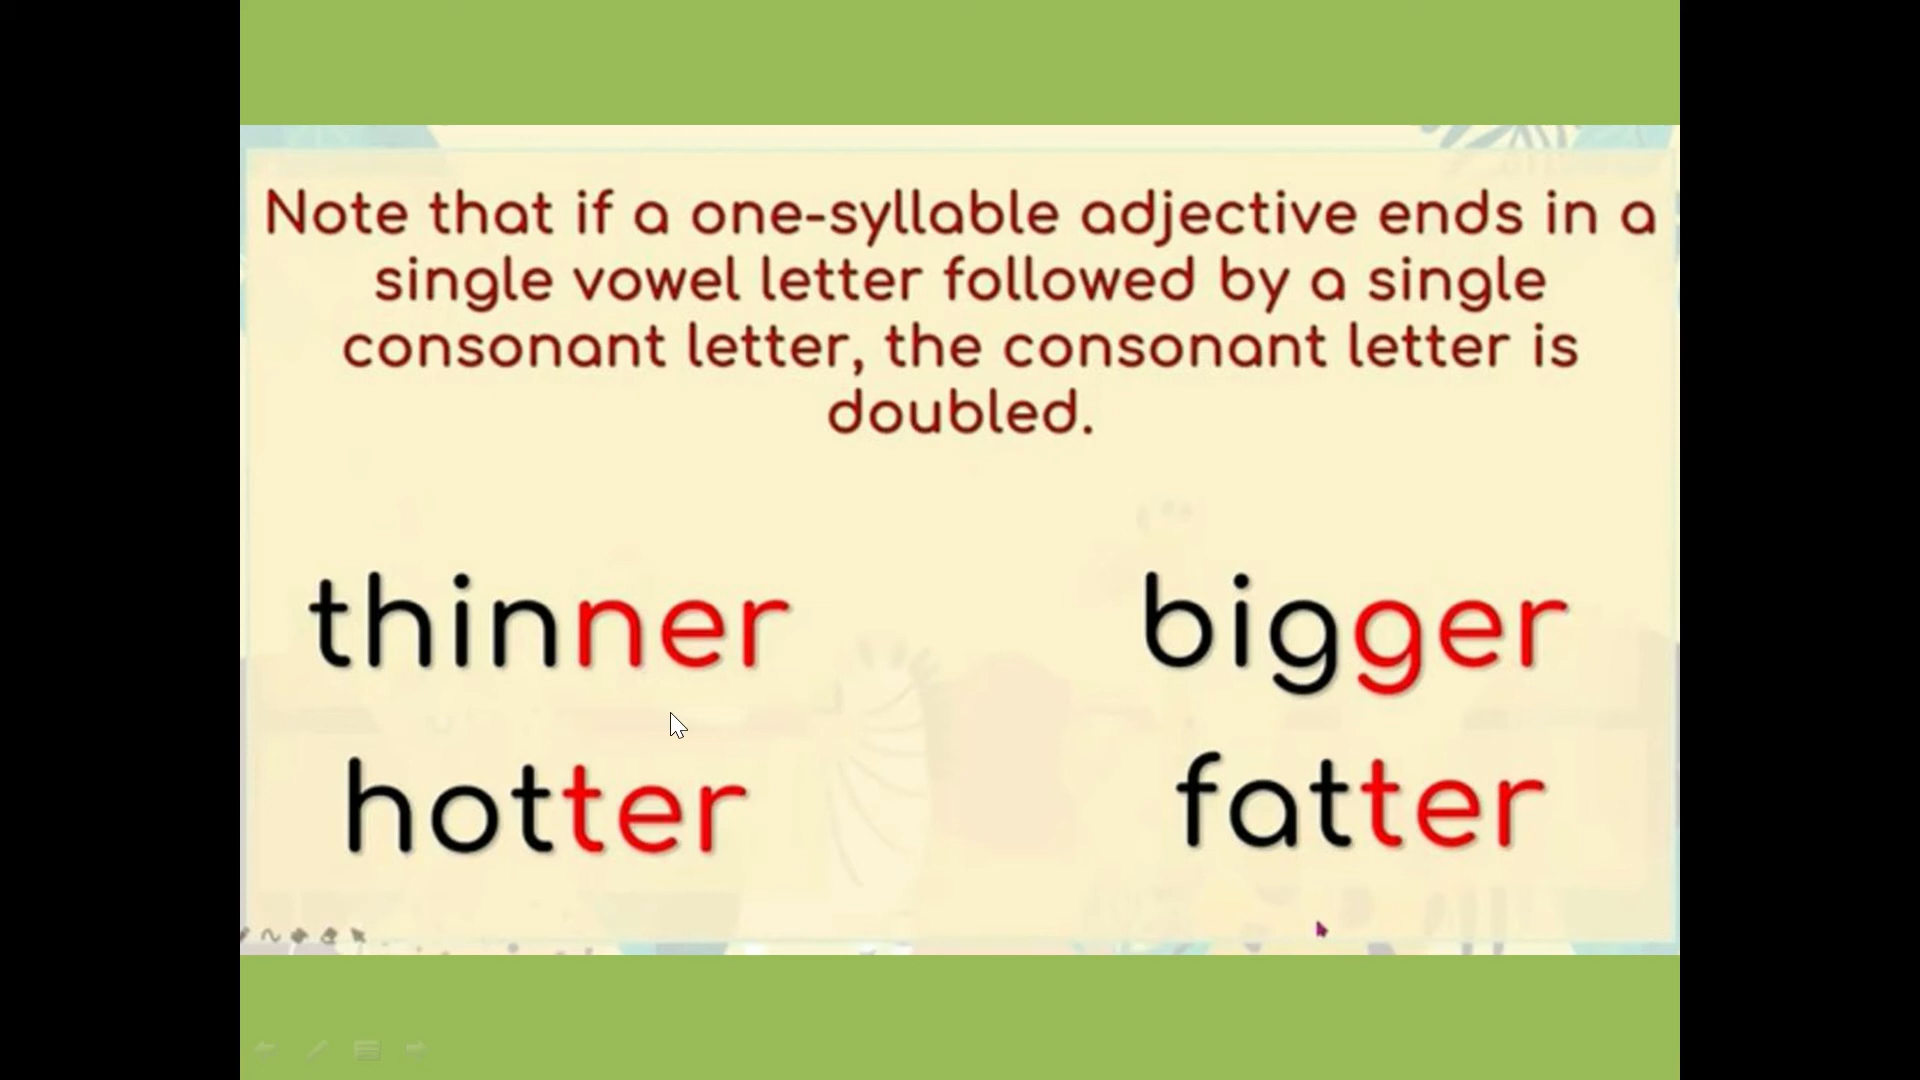 Note that if a one-syllable adjective ends in a
single vowel letter followed by a single
consonant letter, the consonant letter is
doubled.
thinner bigger
hotter fatter